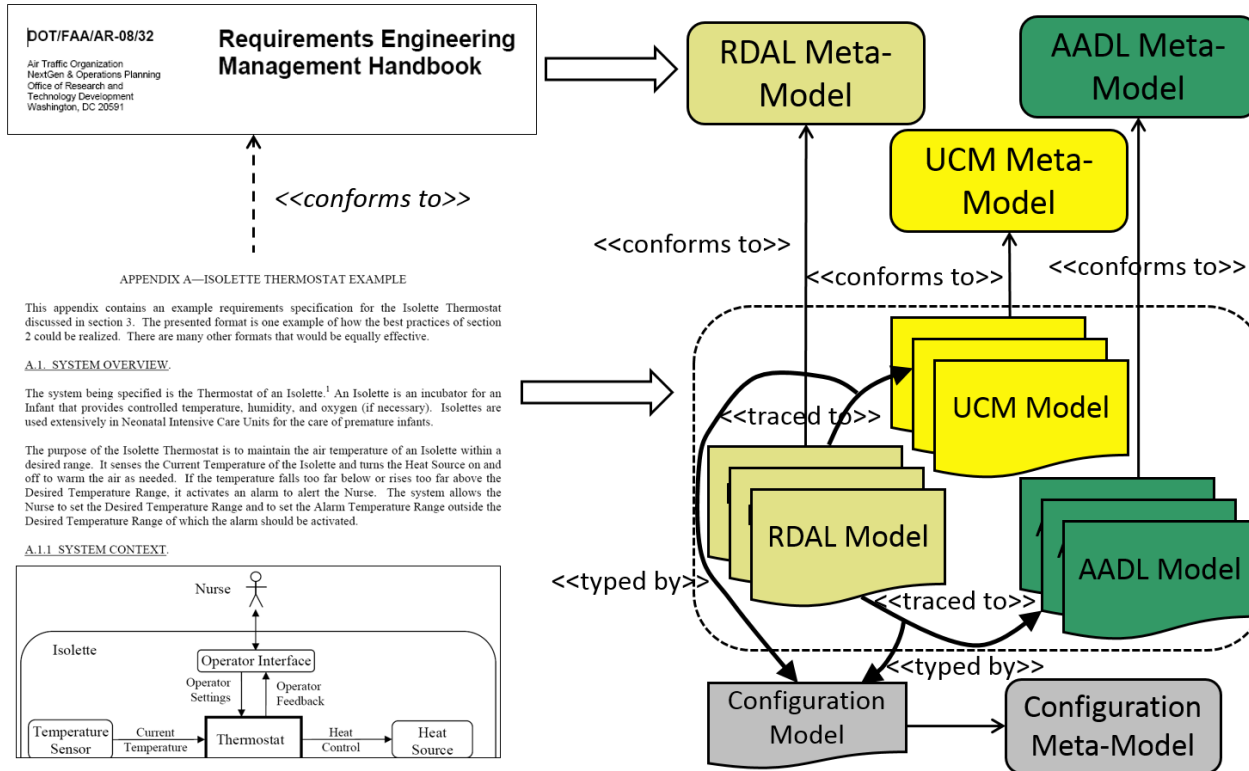 DOT/FAA/AR-08/32
Air Traffic Organization
NextGen & Operations Planning
Office of Research and
Technology Development
Washington, DC 20591
Requirements Engineering
Management Handbook
<<conforms to>>
APPENDIX A—ISOLETTE THERMOSTAT EXAMPLE
This appendix contains an example requirements specification for the Isolette Thermostat
discussed in section 3. The presented format is one example of how the best practices of section
2 could be realized. There are many other formats that would be equally effective.
A.1. SYSTEM OVERVIEW.
The system being specified is the Thermostat of an Isolette.1 An Isolette is an incubator for an
Infant that provides controlled temperature, humidity, and oxygen (if necessary). Isolettes are
used extensively in Neonatal Intensive Care Units for the care of premature infants.
The purpose of the Isolette Thermostat is to maintain the air temperature of an Isolette within a
desired range. It senses the Current Temperature of the Isolette and turns the Heat Source on and
off to warm the air as needed. If the temperature falls too far below or rises too far above the
Desired Temperature Range, it activates an alarm to alert the Nurse. The system allows the
Nurse to set the Desired Temperature Range and to set the Alarm Temperature Range outside the
Desired Temperature Range of which the alarm should be activated.
A.1.1 SYSTEM CONTEXT.
Nurse
Isolette
Operator Interface
Operator
Settings
Operator
Feedback
Temperature
Sensor
Current
Temperature
Thermostat
Heat
Control
Heat
Source
RDAL Meta-
Model
AADL Meta-
Model
UCM Meta-
Model
<<conforms to>>
<<conforms to>>
<<conforms to>>
UCM Model
<<traced to>>
RDAL Model
AADL Model
<<typed by>>
<<traced to>>
<<typed by>>
Configuration
Model
Configuration
Meta-Model